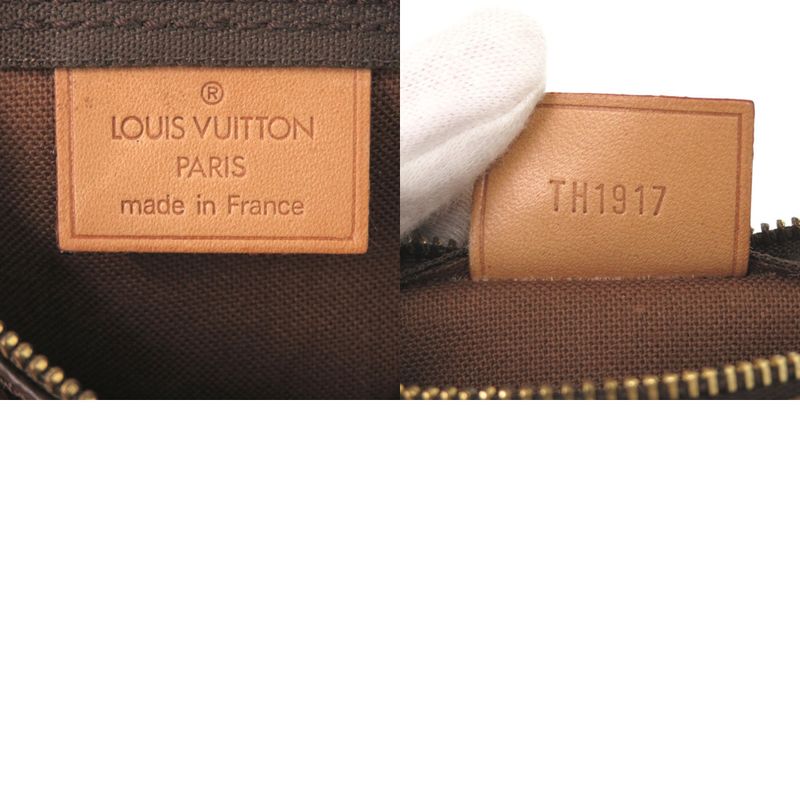 ®
LOUIS VUITTON
PARIS
made in France
TH1917